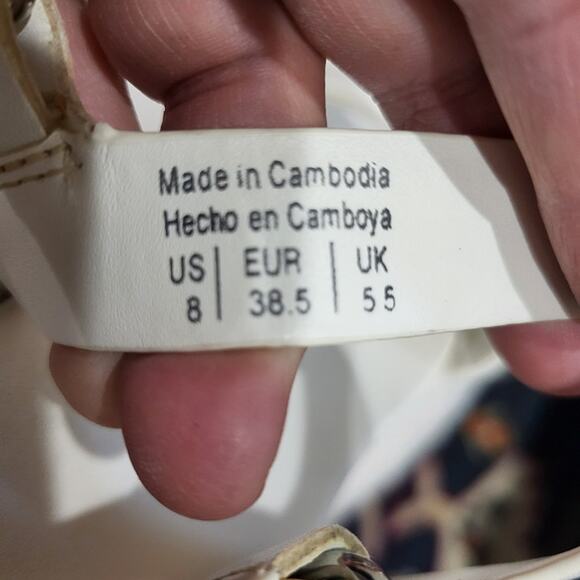 Made in Cambodia
Hecho en Camboya
US | EUR | UK
8 | 38.5 | 5 5